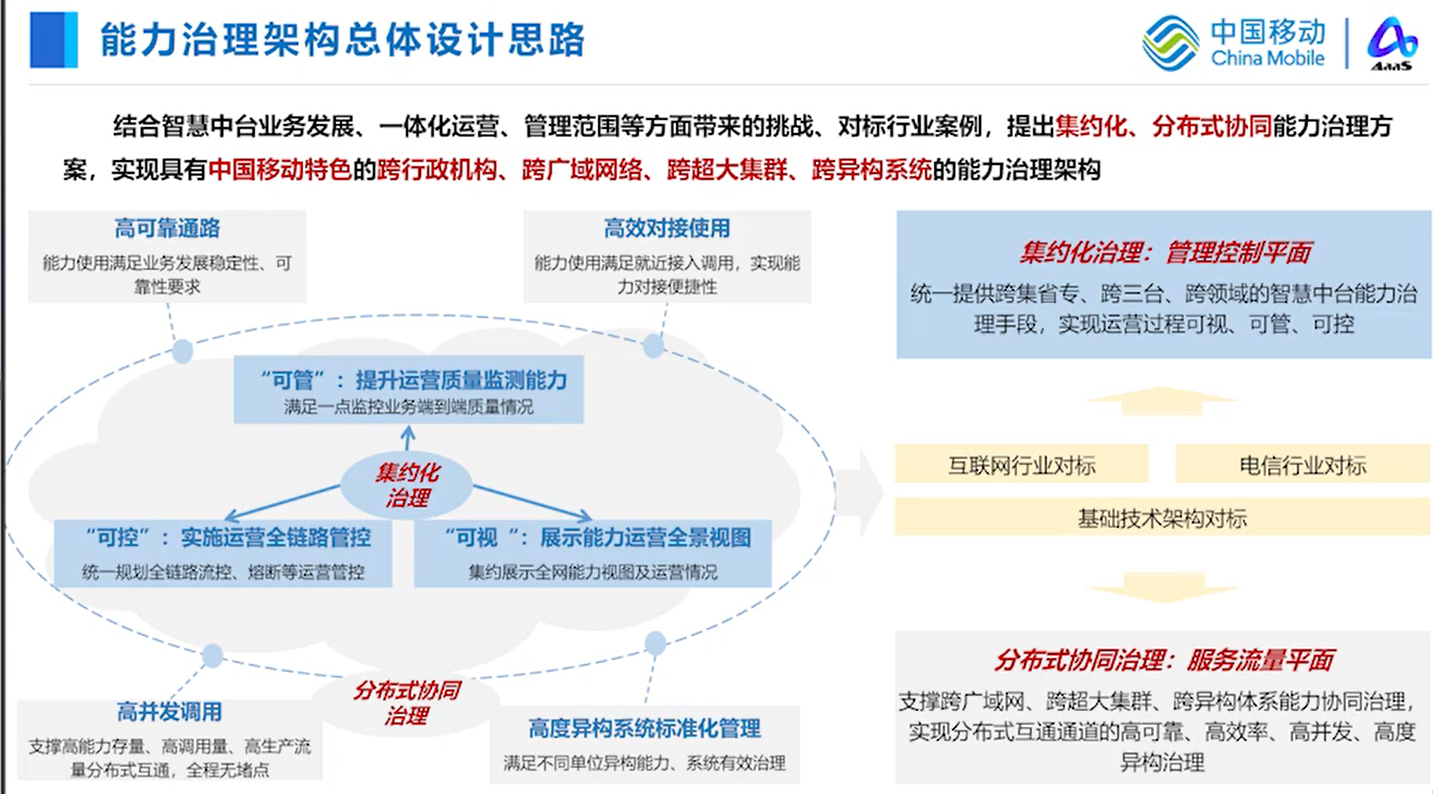 能力治理架构总体设计思路
中国移动
China Mobile
AaaS
结合智慧中台业务发展、一体化运营、管理范围等方面带来的挑战、对标行业案例，提出集约化、分布式协同能力治理方
案，实现具有中国移动特色的跨行政机构、跨广域网络、跨超大集群、跨异构系统的能力治理架构
高可靠通路
能力使用满足业务发展稳定性、可
靠性要求
高效对接使用
能力使用满足就近接入调用，实现能
力对接便捷性
“可管”：提升运营质量监测能力
满足一点监控业务端到端质量情况
集约化
治理
“可控”：实施运营全链路管控
统一规划全链路流控、熔断等运营管控
“可视“：展示能力运营全景视图
集约展示全网能力视图及运营情况
分布式协同
治理
高并发调用
支撑高能力存量、高调用量、高生产流
量分布式互通，全程无堵点
高度异构系统标准化管理
满足不同单位异构能力、系统有效治理
集约化治理：管理控制平面
统一提供跨集省专、跨三台、跨领域的智慧中台能力治
理手段，实现运营过程可视、可管、可控
互联网行业对标
电信行业对标
基础技术架构对标
分布式协同治理：服务流量平面
支撑跨广域网、跨超大集群、跨异构体系能力协同治理，
实现分布式互通通道的高可靠、高效率、高并发、高度
异构治理